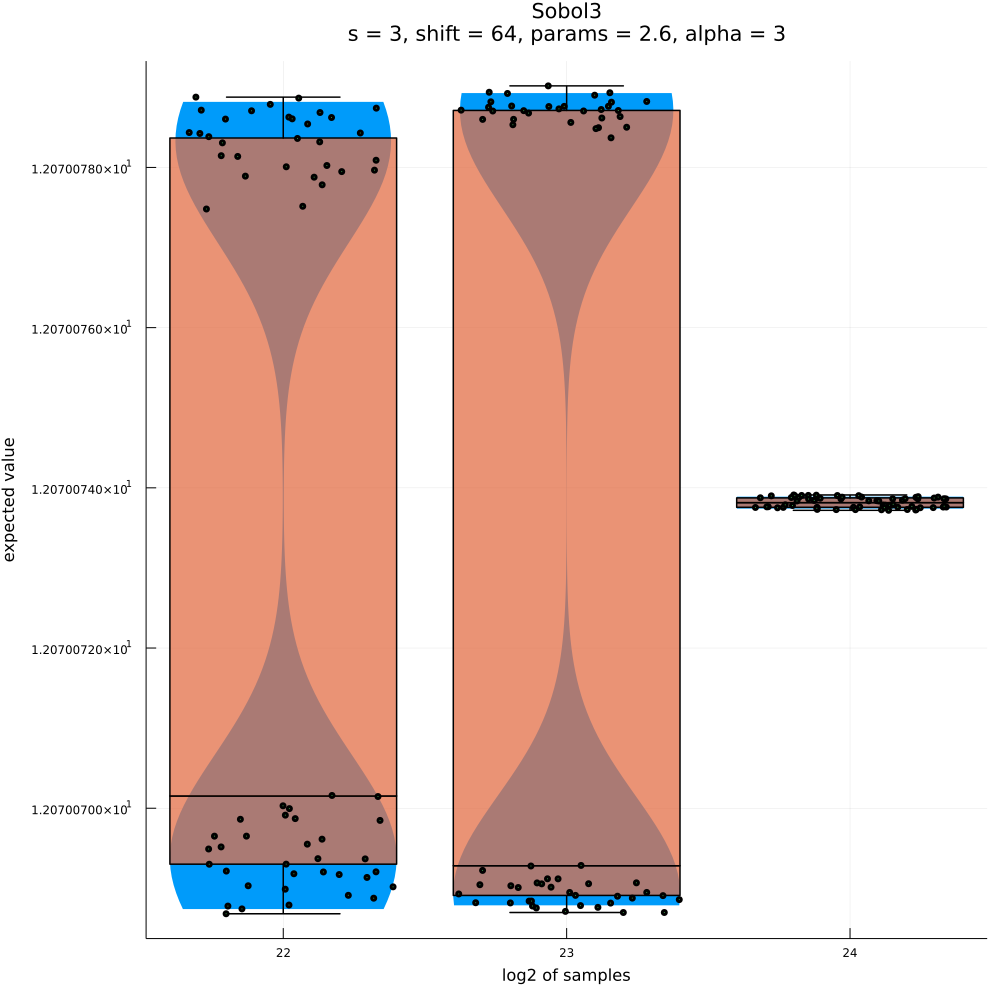 Sobol3
s = 3, shift = 64, params = 2.6, alpha = 3
1.20700780×10¹
1.20700760×10¹
1.20700740×10¹
1.20700720×10¹
1.20700700×10¹
expected value
22 23 24
log2 of samples